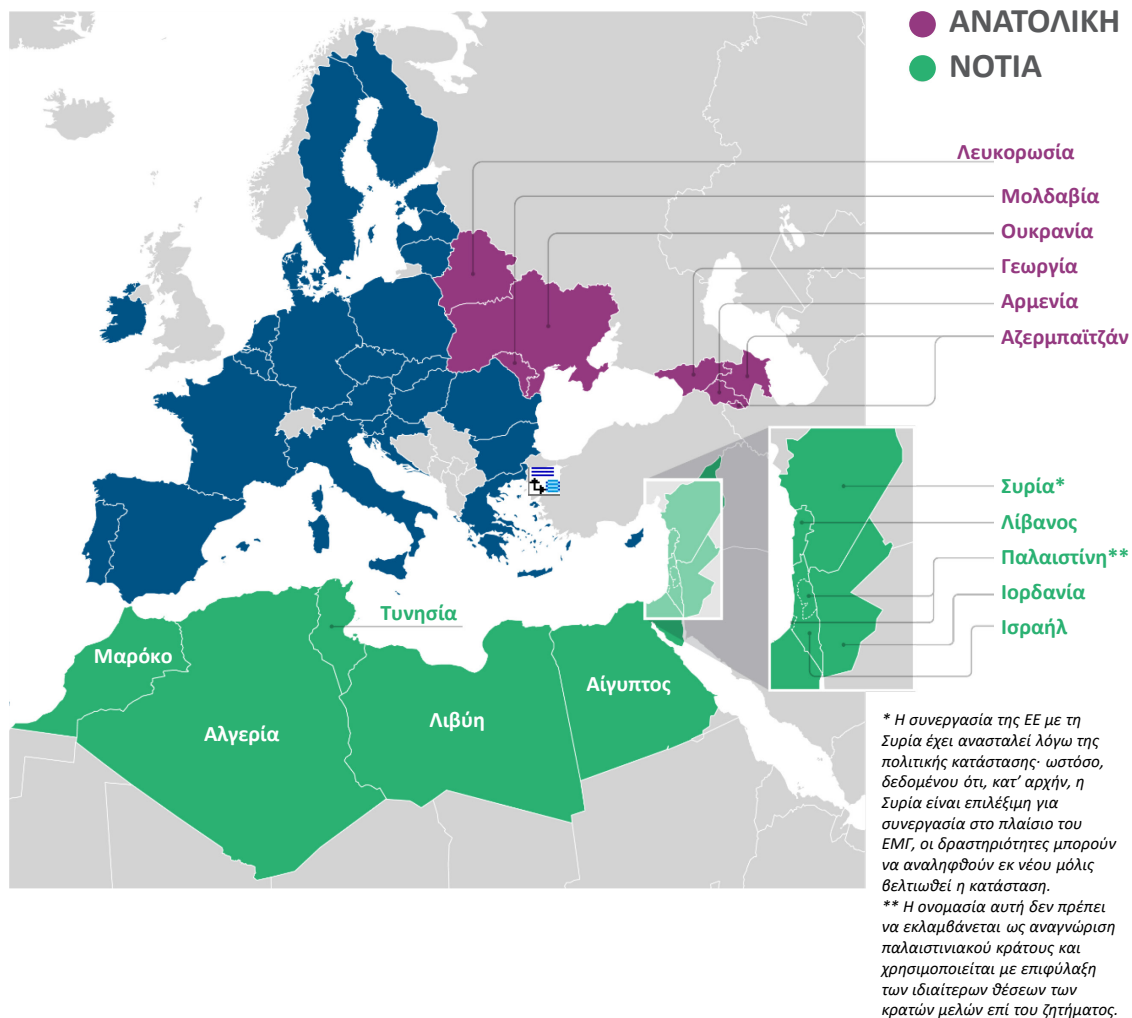 ΑΝΑΤΟΛΙΚΗ
ΝΟΤΙΑ
Λευκορωσία
Μολδαβία
Ουκρανία
Γεωργία
Αρμενία
Αζερμπαϊτζάν
Συρία*
Λίβανος
Παλαιστίνη**
Ιορδανία
Ισραήλ
Τυνησία
Μαρόκο
Αλγερία
Λιβύη
Αίγυπτος
* Η συνεργασία της ΕΕ με τη
Συρία έχει ανασταλεί λόγω της
πολιτικής κατάστασης· ωστόσο,
δεδομένου ότι, κατ’ αρχήν, η
Συρία είναι επιλέξιμη για
συνεργασία στο πλαίσιο του
ΕΜΓ, οι δραστηριότητες μπορούν
να αναληφθούν εκ νέου μόλις
βελτιωθεί η κατάσταση.
** Η ονομασία αυτή δεν πρέπει
να εκλαμβάνεται ως αναγνώριση
παλαιστινιακού κράτους και
χρησιμοποιείται με επιφύλαξη
των ιδιαίτερων θέσεων των
κρατών μελών επί του ζητήματος.